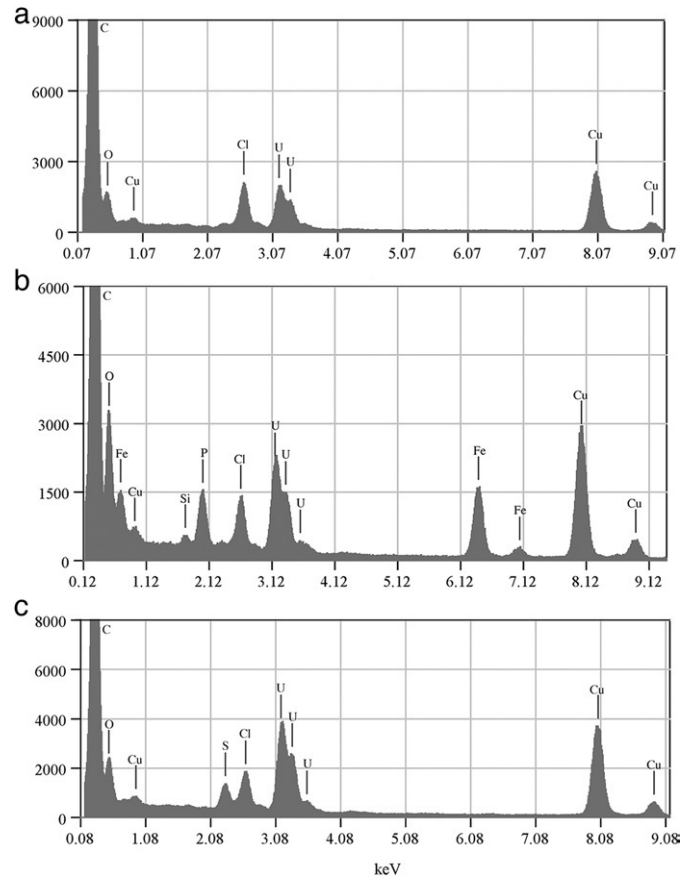 a
9000
C
6000
3000
O
Cu
Cl
U
U
Cu
Cu
0
0.07 1.07 2.07 3.07 4.07 5.07 6.07 7.07 8.07 9.07
b
6000
C
4500
O
3000
Fe
Cu
Si
P
Cl
U
U
U
Fe
Fe
Cu
Cu
1500
0
0.12 1.12 2.12 3.12 4.12 5.12 6.12 7.12 8.12 9.12
c
8000
C
6000
4000
O
Cu
S
Cl
U
U
U
Cu
Cu
2000
0
0.08 1.08 2.08 3.08 4.08 5.08 6.08 7.08 8.08 9.08
keV